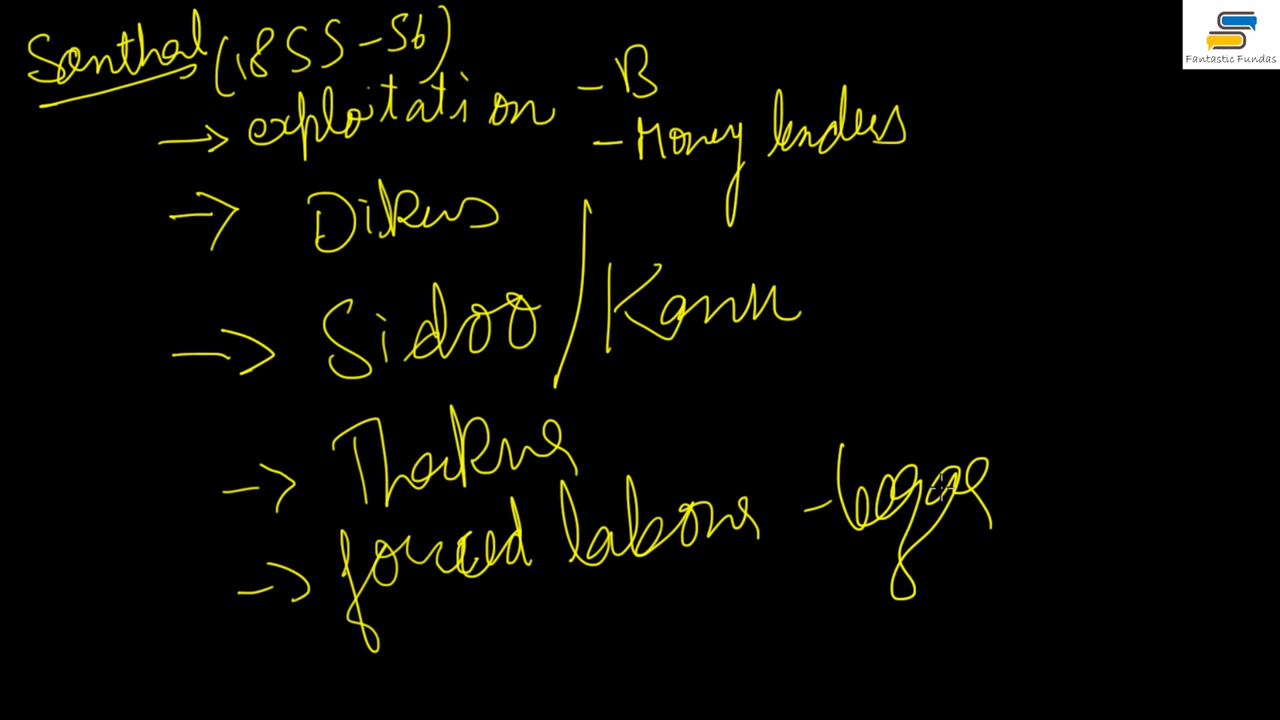 Santhal (1855-56)
→ exploitation - B
- Money lenders
→ Dikus
→ Sidoo / Kanu
→ Thakur
→ forced labour - begar
Fantastic Fundas